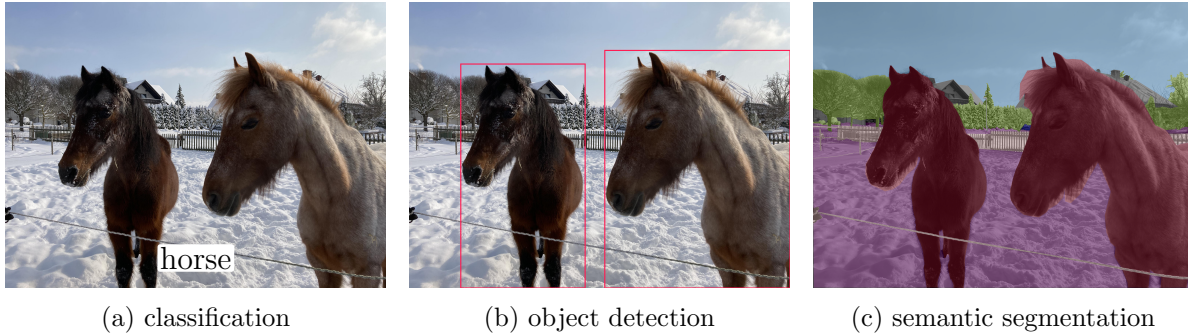 horse
(a) classification
(b) object detection
(c) semantic segmentation